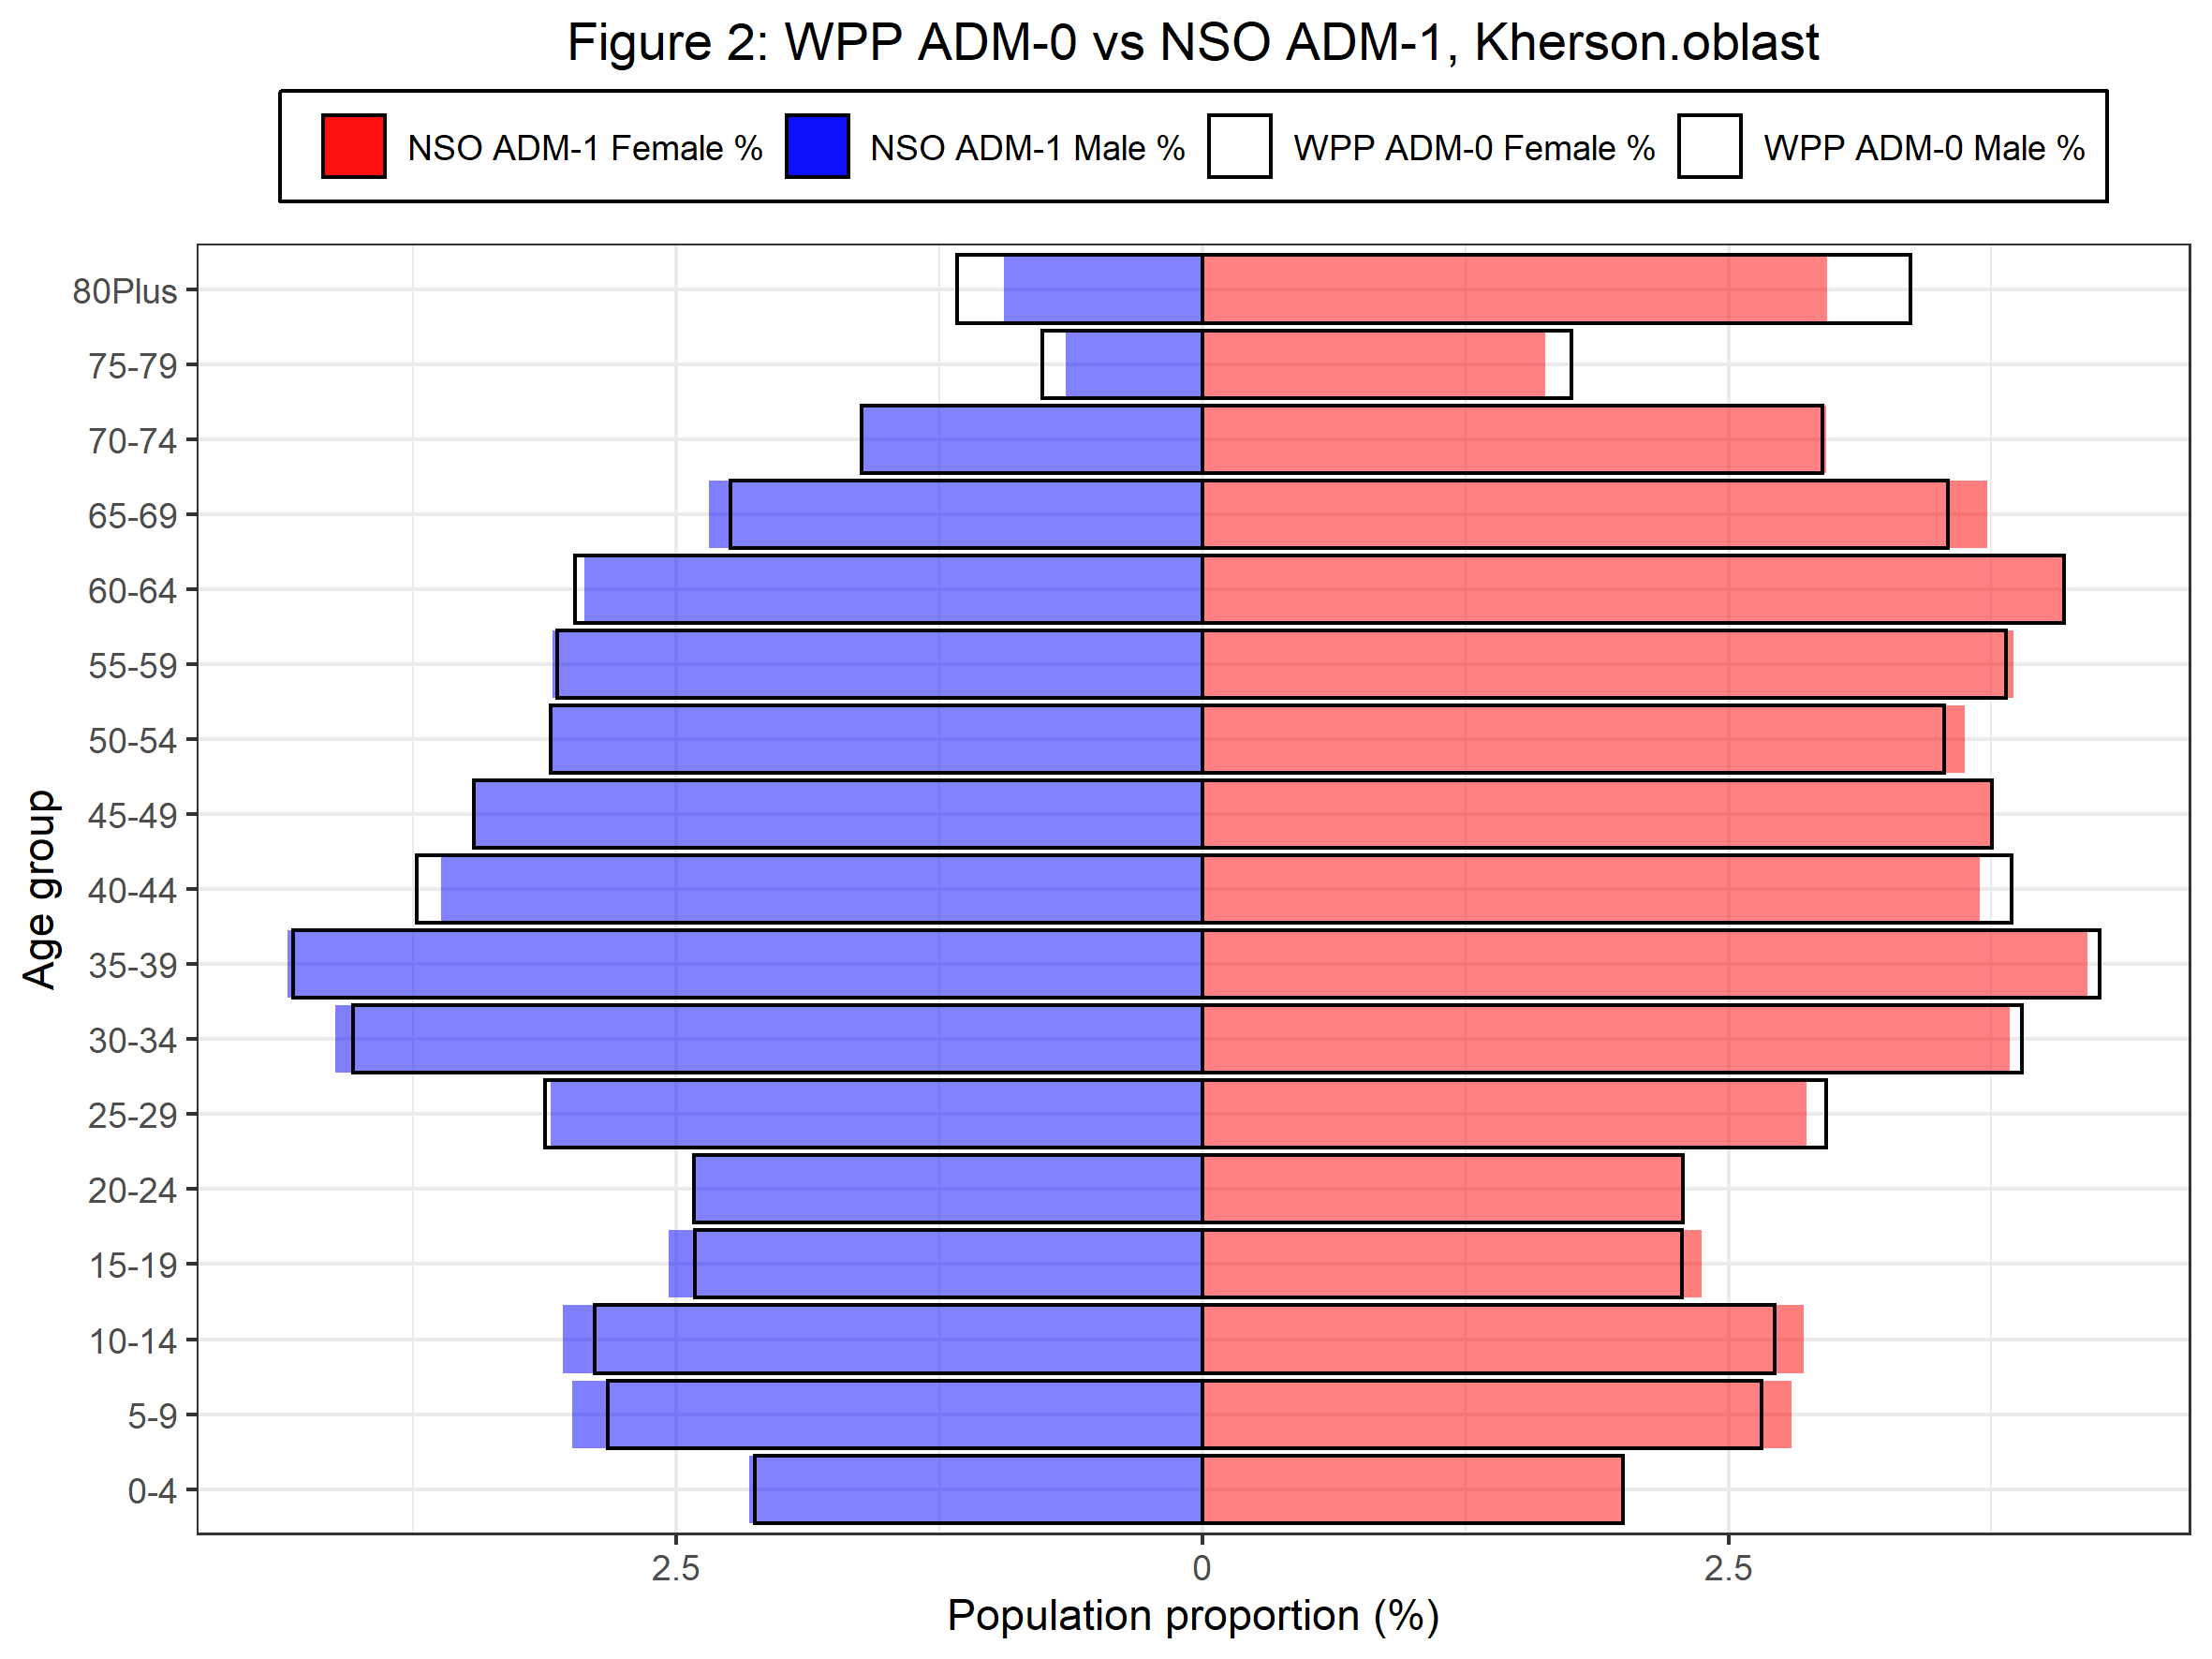 Figure 2: WPP ADM-0 vs NSO ADM-1, Kherson.oblast
NSO ADM-1 Female % NSO ADM-1 Male % WPP ADM-0 Female % WPP ADM-0 Male %
80Plus
75-79
70-74
65-69
60-64
55-59
50-54
45-49
40-44
35-39
30-34
25-29
20-24
15-19
10-14
5-9
0-4
Age group
2.5 0 2.5
Population proportion (%)